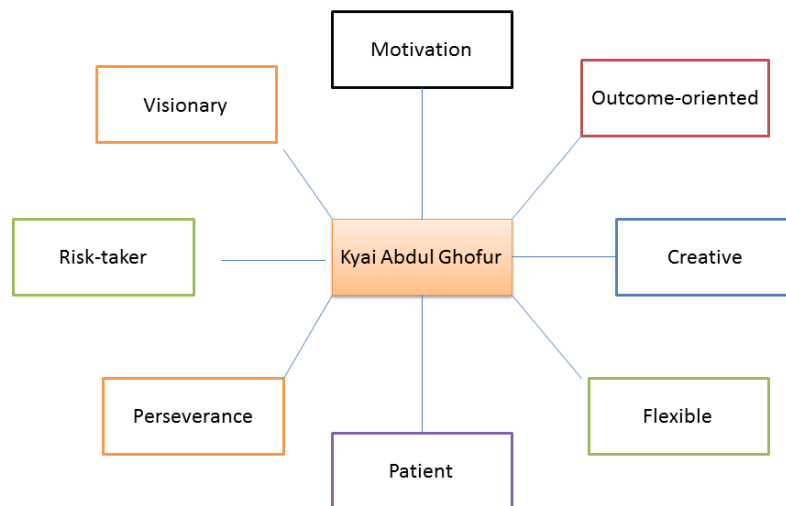 Motivation
Visionary
Outcome-oriented
Risk-taker
Kyai Abdul Ghofur
Creative
Perseverance
Flexible
Patient